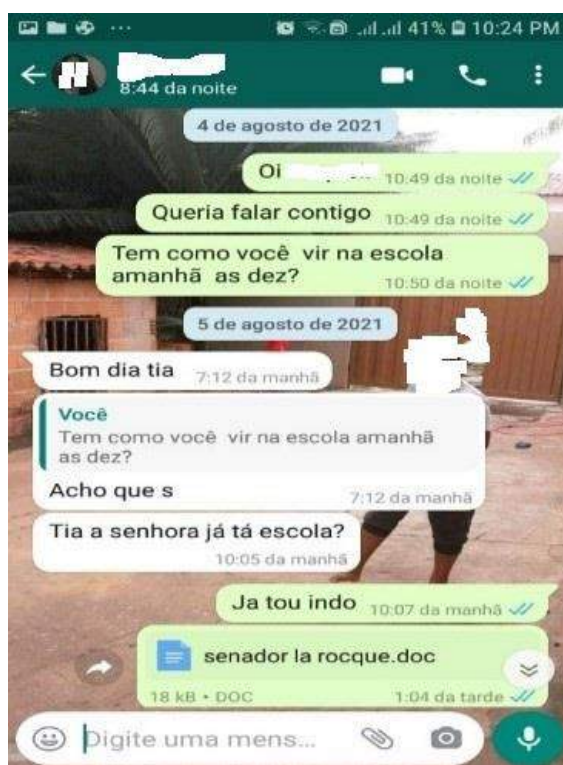 41% 10:24 PM
8:44 da noite
4 de agosto de 2021
Oi 10:49 da noite
Queria falar contigo 10:49 da noite
Tem como você vir na escola
amanhã as dez? 10:50 da noite
5 de agosto de 2021
Bom dia tia 7:12 da manhã
Você
Tem como você vir na escola amanhã
as dez?
Acho que s 7:12 da manhã
Tia a senhora já tá escola?
10:05 da manhã
Ja tou indo 10:07 da manhã
senador la rocque.doc
18 kB • DOC 1:04 da tarde
Digite uma mens...